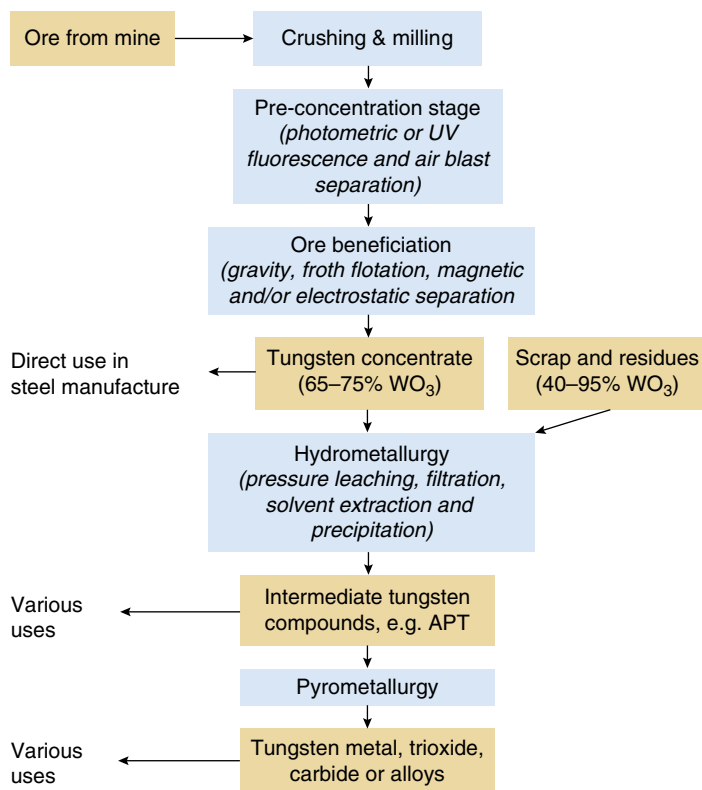 Ore from mine
Crushing & milling
Pre-concentration stage
(photometric or UV
fluorescence and air blast
separation)
Ore beneficiation
(gravity, froth flotation, magnetic
and/or electrostatic separation
Direct use in
steel manufacture
Tungsten concentrate
(65–75% WO₃)
Scrap and residues
(40–95% WO₃)
Hydrometallurgy
(pressure leaching, filtration,
solvent extraction and
precipitation)
Various
uses
Intermediate tungsten
compounds, e.g. APT
Pyrometallurgy
Various
uses
Tungsten metal, trioxide,
carbide or alloys